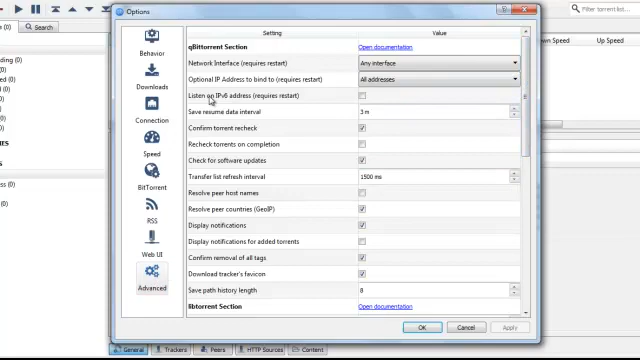 Options
Filter torrent list...
Search
Behavior
Downloads
Connection
Speed
BitTorrent
RSS
Web UI
Advanced
Setting
Value
qBittorrent Section
Open documentation
Network Interface (requires restart)
Any interface
Optional IP Address to bind to (requires restart)
All addresses
Listen on IPv6 address (requires restart)
Save resume data interval
3 m
Confirm torrent recheck
Recheck torrents on completion
Check for software updates
Transfer list refresh interval
1500 ms
Resolve peer host names
Resolve peer countries (GeoIP)
Display notifications
Display notifications for added torrents
Confirm removal of all tags
Download tracker's favicon
Save path history length
8
libtorrent Section
Open documentation
OK
Cancel
Apply
Down Speed
Up Speed
General
Trackers
Peers
HTTP Sources
Content